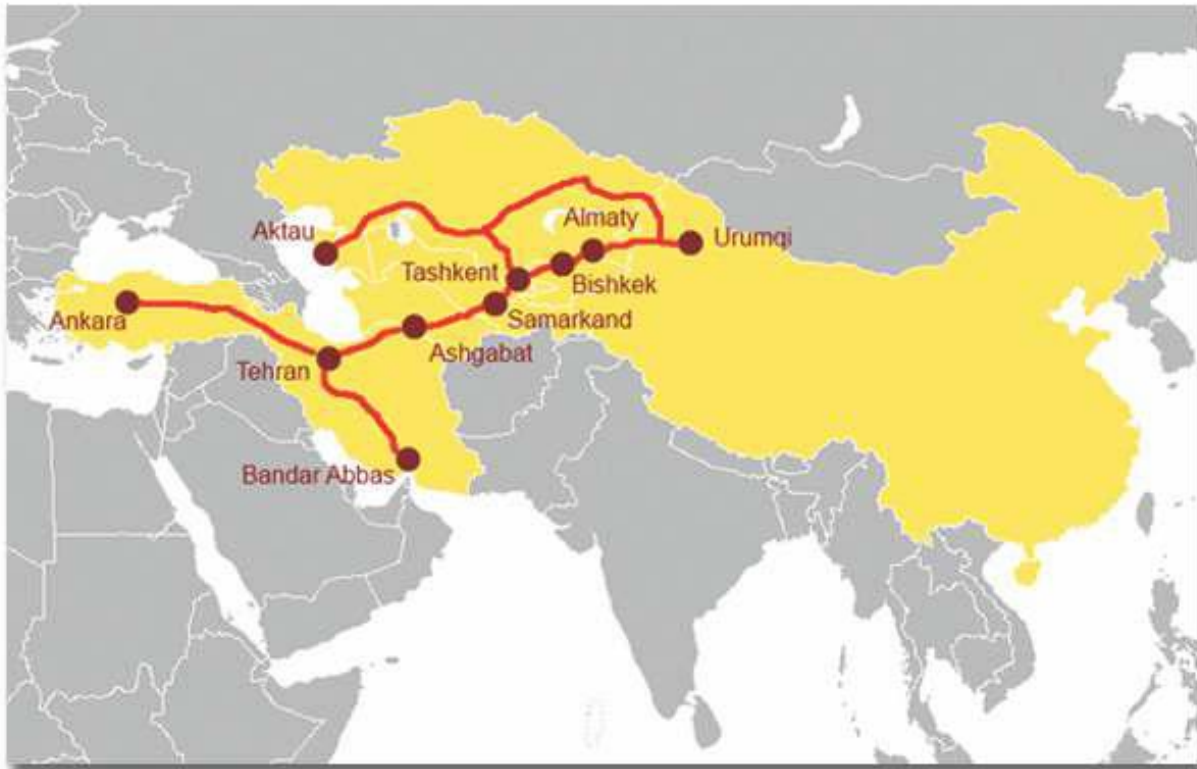 Almaty
Aktau
Urumqi
Tashkent
Bishkek
Ankara
Samarkand
Ashgabat
Tehran
Bandar Abbas